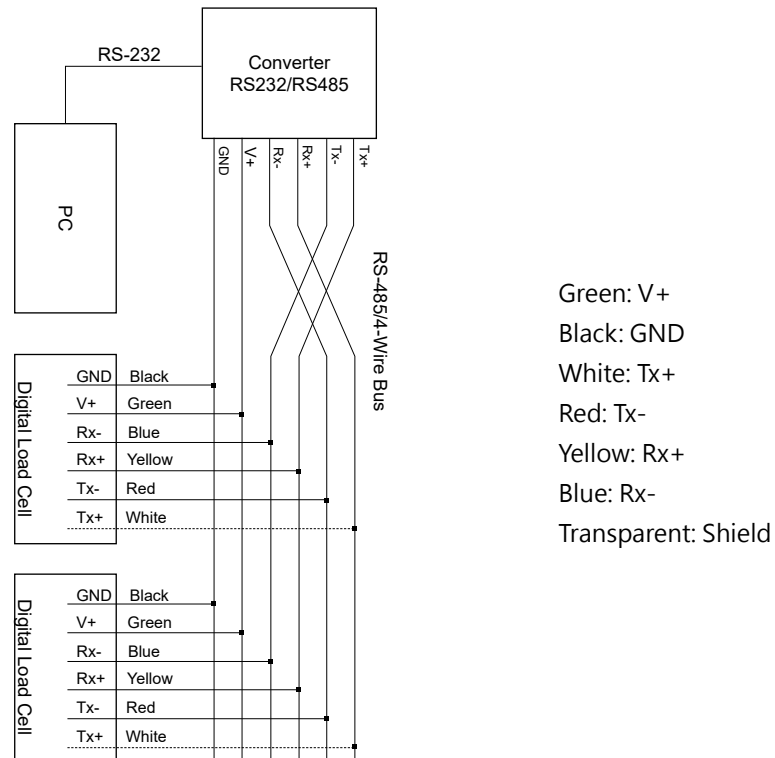 RS-232
Converter
RS232/RS485
GND
V+
Rx-
Rx+
Tx-
Tx+
PC
RS-485/4-Wire Bus
Digital Load Cell
GND Black
V+ Green
Rx- Blue
Rx+ Yellow
Tx- Red
Tx+ White
Digital Load Cell
GND Black
V+ Green
Rx- Blue
Rx+ Yellow
Tx- Red
Tx+ White
Green: V+
Black: GND
White: Tx+
Red: Tx-
Yellow: Rx+
Blue: Rx-
Transparent: Shield